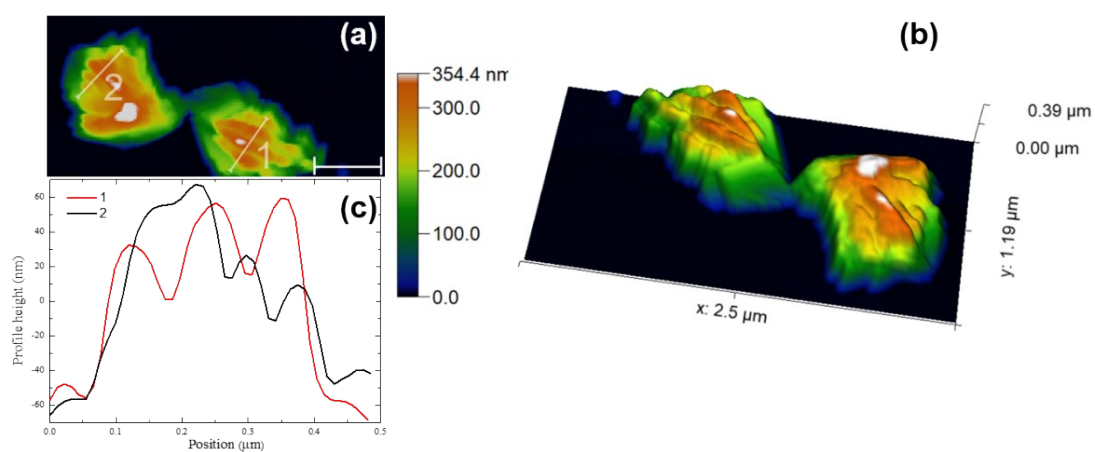 (a)
2
1
354.4 nm
300.0
200.0
100.0
0.0
(b)
0.39 µm
0.00 µm
y: 1.19 µm
x: 2.5 µm
(c)
1
2
60
40
20
0
-20
-40
-60
Profile height (nm)
0.0 0.1 0.2 0.3 0.4 0.5
Position (µm)